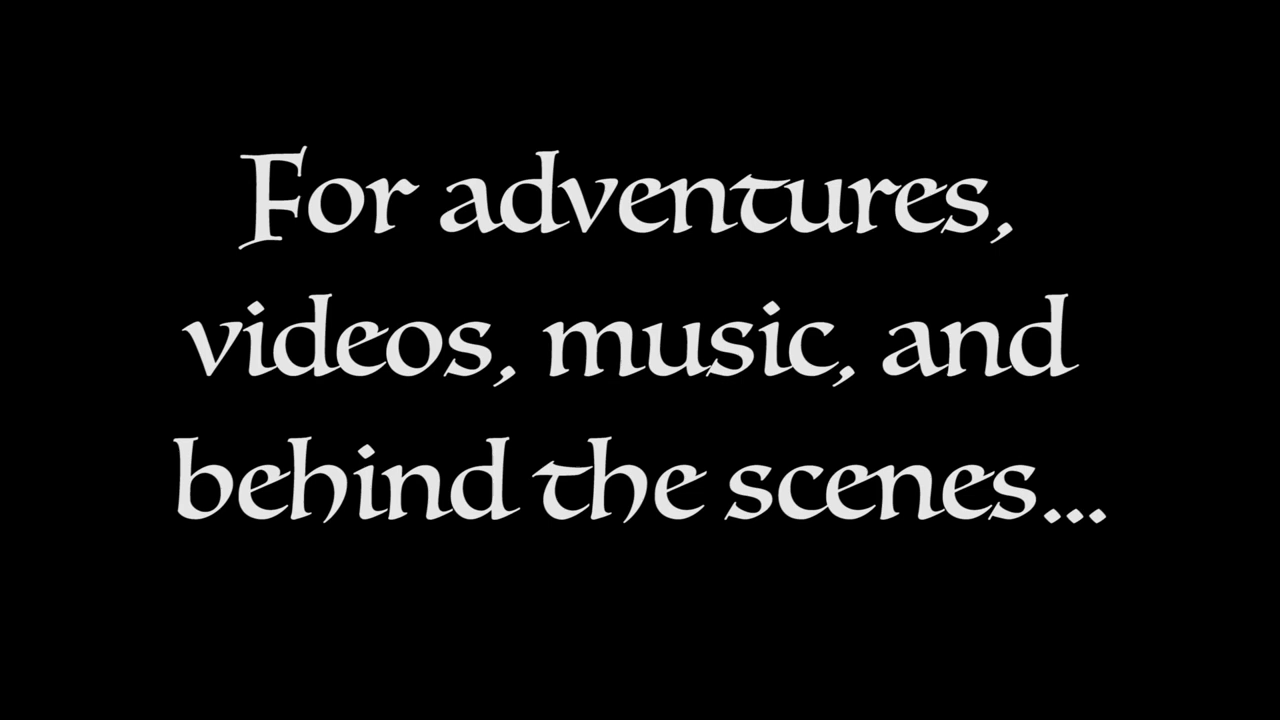 For adventures,
videos, music, and
behind the scenes...